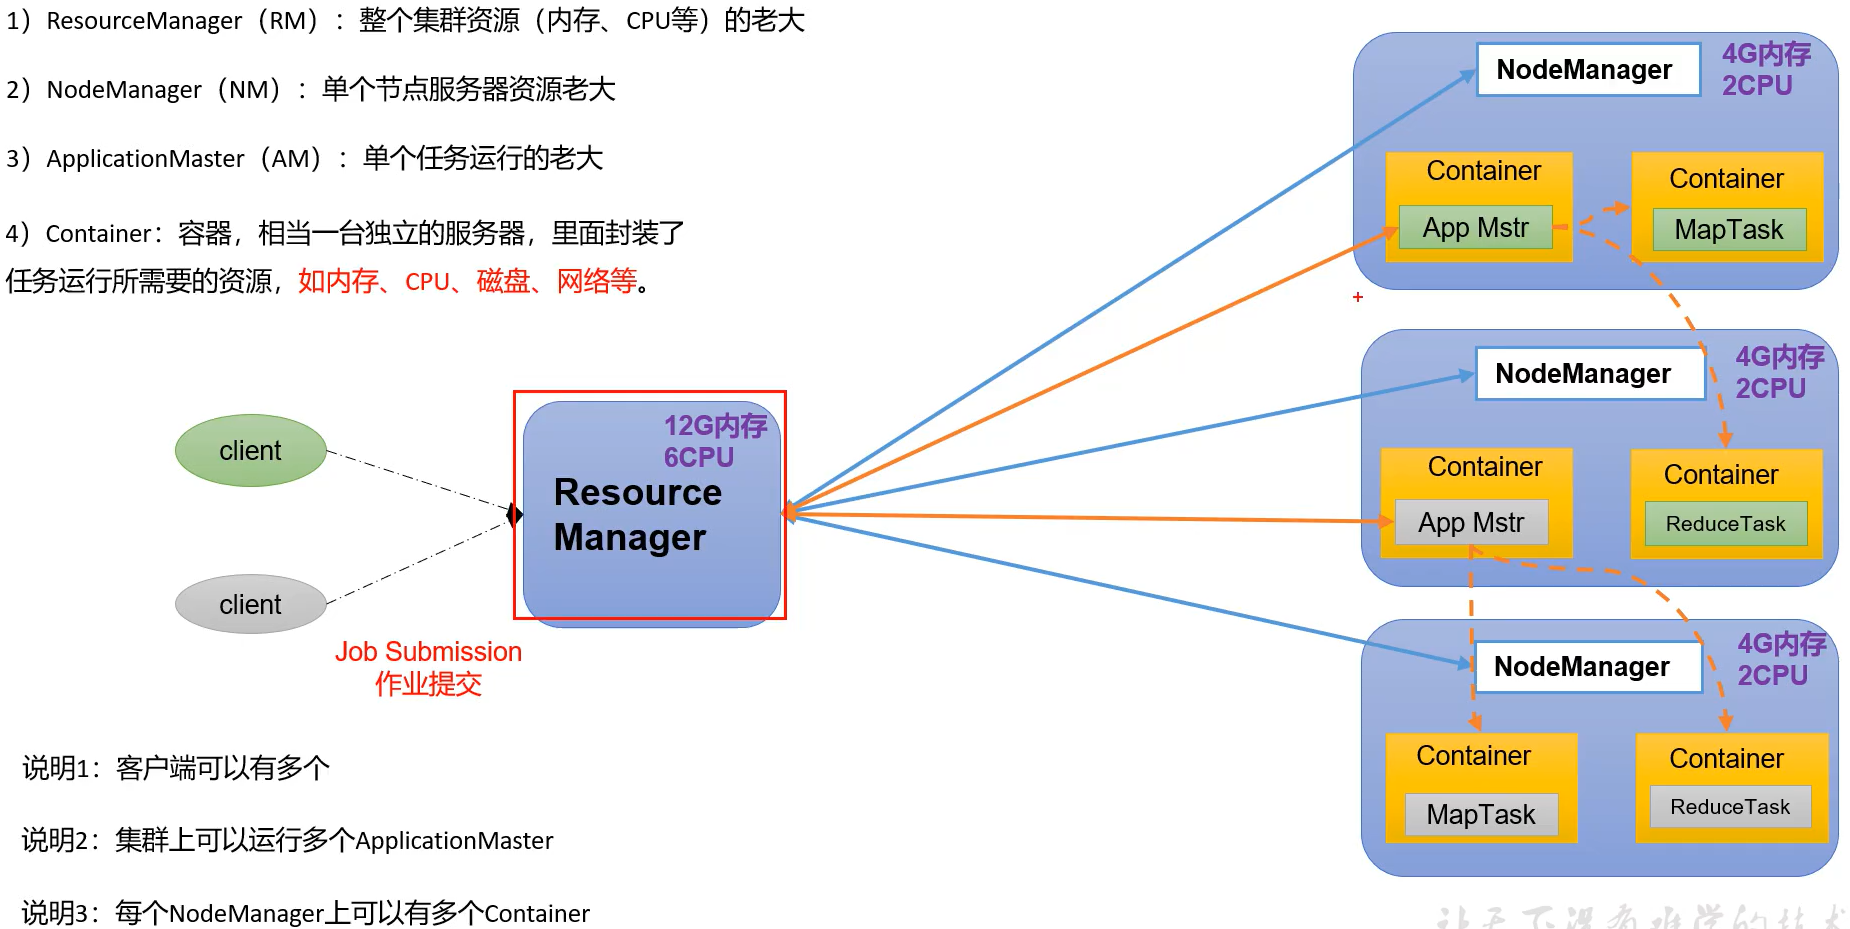 1）ResourceManager（RM）：整个集群资源（内存、CPU等）的老大
2）NodeManager（NM）：单个节点服务器资源老大
3）ApplicationMaster（AM）：单个任务运行的老大
4）Container：容器，相当一台独立的服务器，里面封装了
任务运行所需要的资源，如内存、CPU、磁盘、网络等。
client
client
Job Submission
作业提交
12G内存
6CPU
Resource
Manager
NodeManager
4G内存
2CPU
Container
App Mstr
Container
MapTask
NodeManager
4G内存
2CPU
Container
App Mstr
Container
ReduceTask
NodeManager
4G内存
2CPU
Container
MapTask
Container
ReduceTask
说明1：客户端可以有多个
说明2：集群上可以运行多个ApplicationMaster
说明3：每个NodeManager上可以有多个Container
让天下没有难学的技术